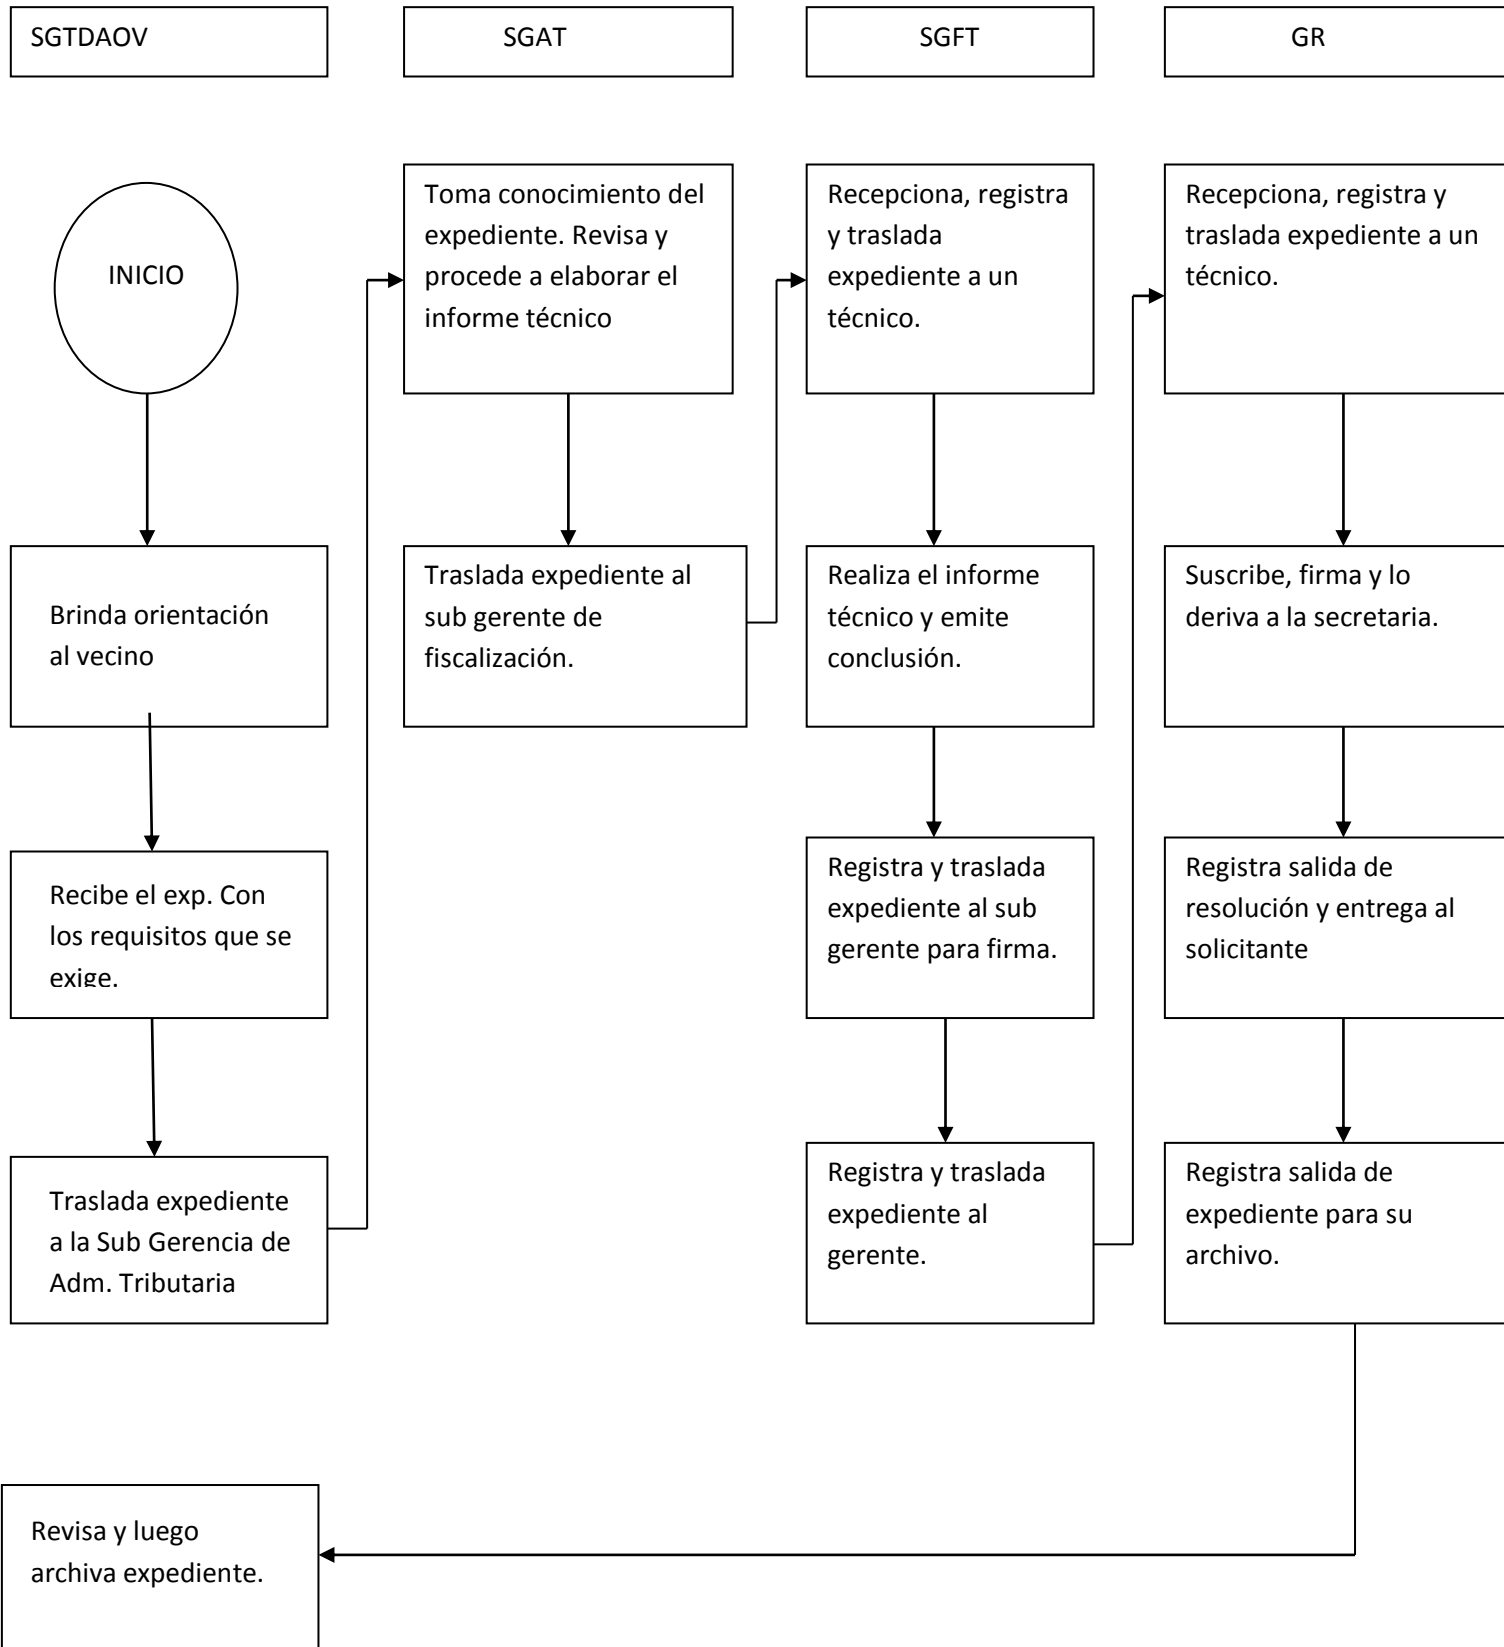 SGTDAOV
SGAT
SGFT
GR
INICIO
Brinda orientación
al vecino
Recibe el exp. Con
los requisitos que se
exige.
Traslada expediente
a la Sub Gerencia de
Adm. Tributaria
Toma conocimiento del
expediente. Revisa y
procede a elaborar el
informe técnico
Traslada expediente al
sub gerente de
fiscalización.
Recepciona, registra
y traslada
expediente a un
técnico.
Realiza el informe
técnico y emite
conclusión.
Registra y traslada
expediente al sub
gerente para firma.
Registra y traslada
expediente al
gerente.
Recepciona, registra y
traslada expediente a un
técnico.
Suscribe, firma y lo
deriva a la secretaria.
Registra salida de
resolución y entrega al
solicitante
Registra salida de
expediente para su
archivo.
Revisa y luego
archiva expediente.